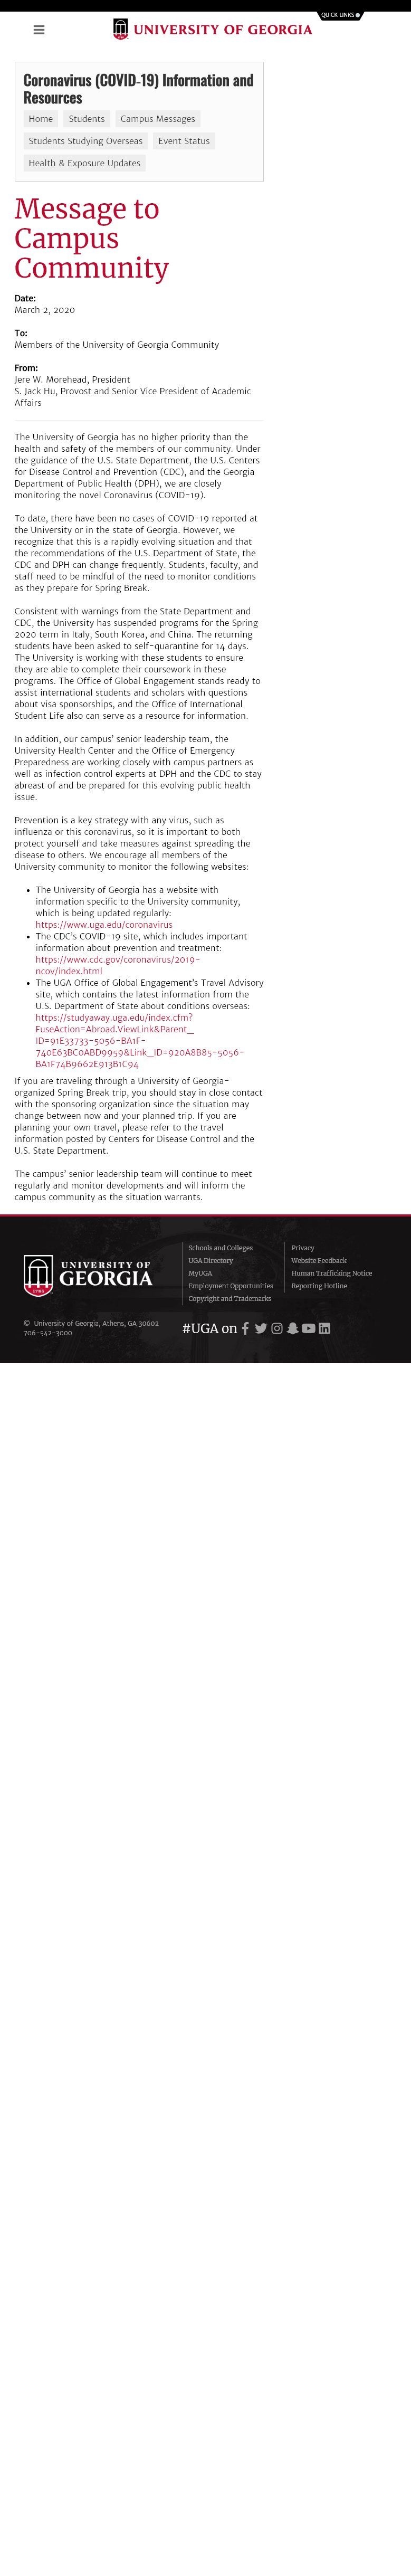 QUICK LINKS
UNIVERSITY OF GEORGIA
Coronavirus (COVID-19) Information and
Resources
Home Students Campus Messages
Students Studying Overseas Event Status
Health & Exposure Updates
Message to
Campus
Community
Date:
March 2, 2020
To:
Members of the University of Georgia Community
From:
Jere W. Morehead, President
S. Jack Hu, Provost and Senior Vice President of Academic
Affairs
The University of Georgia has no higher priority than the
health and safety of the members of our community. Under
the guidance of the U.S. State Department, the U.S. Centers
for Disease Control and Prevention (CDC), and the Georgia
Department of Public Health (DPH), we are closely
monitoring the novel Coronavirus (COVID-19).
To date, there have been no cases of COVID-19 reported at
the University or in the state of Georgia. However, we
recognize that this is a rapidly evolving situation and that
the recommendations of the U.S. Department of State, the
CDC and DPH can change frequently. Students, faculty, and
staff need to be mindful of the need to monitor conditions
as they prepare for Spring Break.
Consistent with warnings from the State Department and
CDC, the University has suspended programs for the Spring
2020 term in Italy, South Korea, and China. The returning
students have been asked to self-quarantine for 14 days.
The University is working with these students to ensure
they are able to complete their coursework in these
programs. The Office of Global Engagement stands ready to
assist international students and scholars with questions
about visa sponsorships, and the Office of International
Student Life also can serve as a resource for information.
In addition, our campus' senior leadership team, the
University Health Center and the Office of Emergency
Preparedness are working closely with campus partners as
well as infection control experts at DPH and the CDC to stay
abreast of and be prepared for this evolving public health
issue.
Prevention is a key strategy with any virus, such as
influenza or this coronavirus, so it is important to both
protect yourself and take measures against spreading the
disease to others. We encourage all members of the
University community to monitor the following websites:
• The University of Georgia has a website with
information specific to the University community,
which is being updated regularly:
https://www.uga.edu/coronavirus
• The CDC's COVID-19 site, which includes important
information about prevention and treatment:
https://www.cdc.gov/coronavirus/2019-
ncov/index.html
• The UGA Office of Global Engagement's Travel Advisory
site, which contains the latest information from the
U.S. Department of State about conditions overseas:
https://studyaway.uga.edu/index.cfm?
FuseAction=Abroad.ViewLink&Parent_
ID=91E33733-5056-BA1F-
740E63BC0ABD9959&Link_ID=920A8B85-5056-
BA1F74B9662E913B1C94
If you are traveling through a University of Georgia-
organized Spring Break trip, you should stay in close contact
with the sponsoring organization since the situation may
change between now and your planned trip. If you are
planning your own travel, please refer to the travel
information posted by Centers for Disease Control and the
U.S. State Department.
The campus' senior leadership team will continue to meet
regularly and monitor developments and will inform the
campus community as the situation warrants.
UNIVERSITY OF
GEORGIA
1785
Schools and Colleges
UGA Directory
MyUGA
Employment Opportunities
Copyright and Trademarks
Privacy
Website Feedback
Human Trafficking Notice
Reporting Hotline
© University of Georgia, Athens, GA 30602
706-542-3000
#UGA on